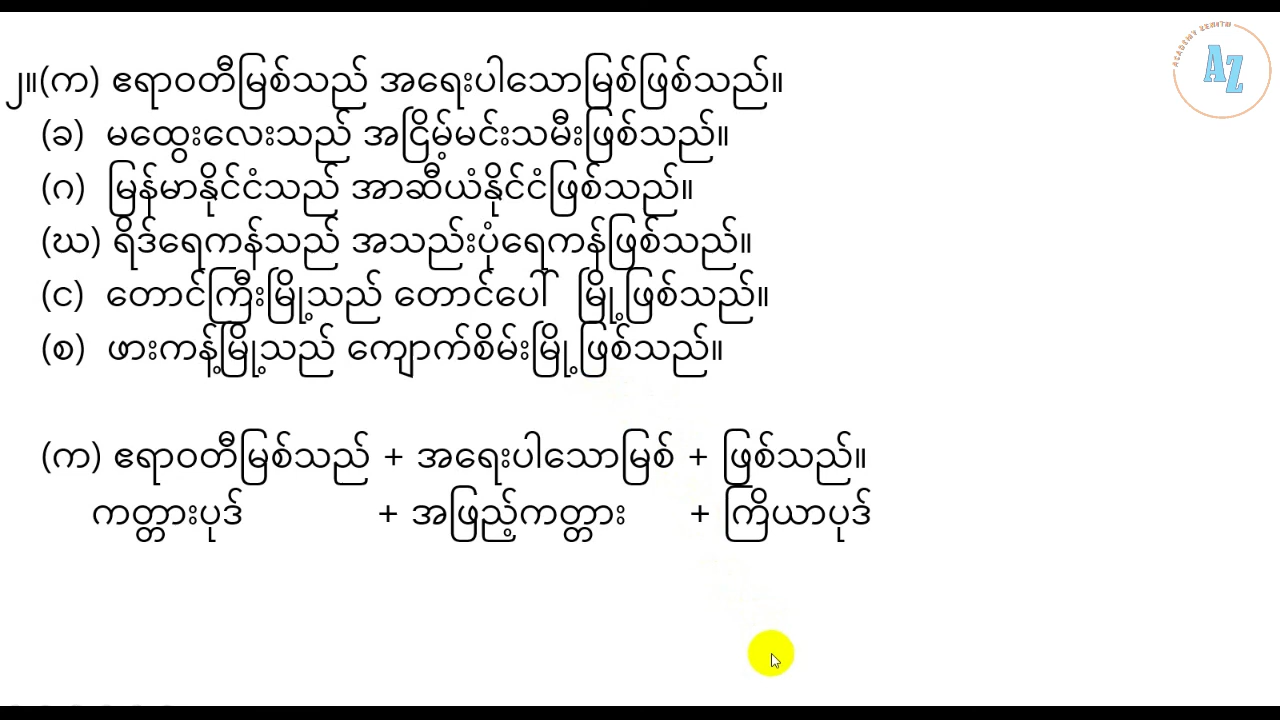 ၂။(က) ဧရာဝတီမြစ်သည် အရေးပါသောမြစ်ဖြစ်သည်။
(ခ) မထွေးလေးသည် အငြိမ့်မင်းသမီးဖြစ်သည်။
(ဂ) မြန်မာနိုင်ငံသည် အာဆီယံနိုင်ငံဖြစ်သည်။
(ဃ) ရိဒ်ရေကန်သည် အသည်းပုံရေကန်ဖြစ်သည်။
(င) တောင်ကြီးမြို့သည် တောင်ပေါ် မြို့ဖြစ်သည်။
(စ) ဖားကန့်မြို့သည် ကျောက်စိမ်းမြို့ဖြစ်သည်။
(က) ဧရာဝတီမြစ်သည် + အရေးပါသောမြစ် + ဖြစ်သည်။
ကတ္တားပုဒ် + အဖြည့်ကတ္တား + ကြိယာပုဒ်
ACADEMY ZENITH
AZ